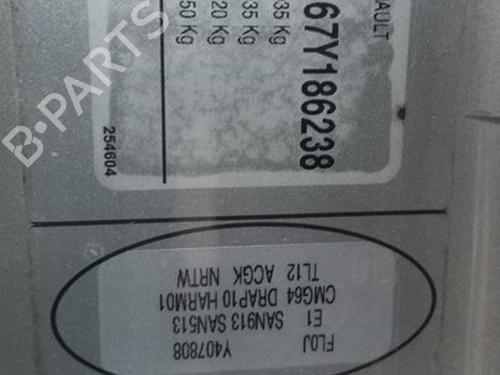 AULT
67Y186238
35 Kg
35 Kg
20 Kg
50 Kg
254604
B-PARTS
FL0J Y407808
E1 SAN913 SAN513
CMG64 DRAP10 HARM01
TL12 ACGK NRTW